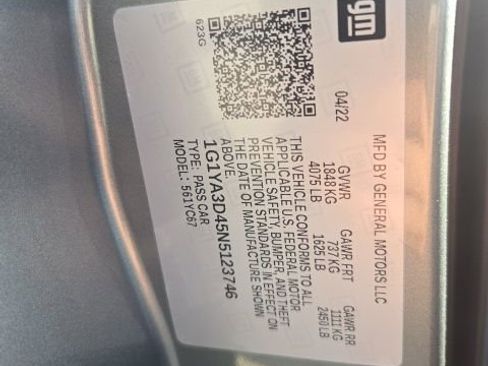 gm
MFD BY GENERAL MOTORS LLC
04/22
GVWR GAWR FRT GAWR RR
1848 KG 737 KG 1111 KG
4075 LB 1625 LB 2450 LB
THIS VEHICLE CONFORMS TO ALL
APPLICABLE U.S. FEDERAL MOTOR
VEHICLE SAFETY, BUMPER, AND THEFT
PREVENTION STANDARDS IN EFFECT ON
THE DATE OF MANUFACTURE SHOWN
ABOVE.
1G1YA3D45N5123746
TYPE: PASS CAR
MODEL: 561YC67
623G